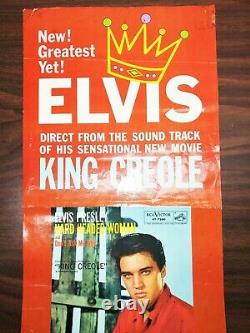 New!
Greatest
Yet!
ELVIS
DIRECT FROM THE SOUND TRACK
OF HIS SENSATIONAL NEW MOVIE
KING CREOLE
ELVIS PRESLEY
HARD HEADED WOMAN
RCA VICTOR
"KING CREOLE"